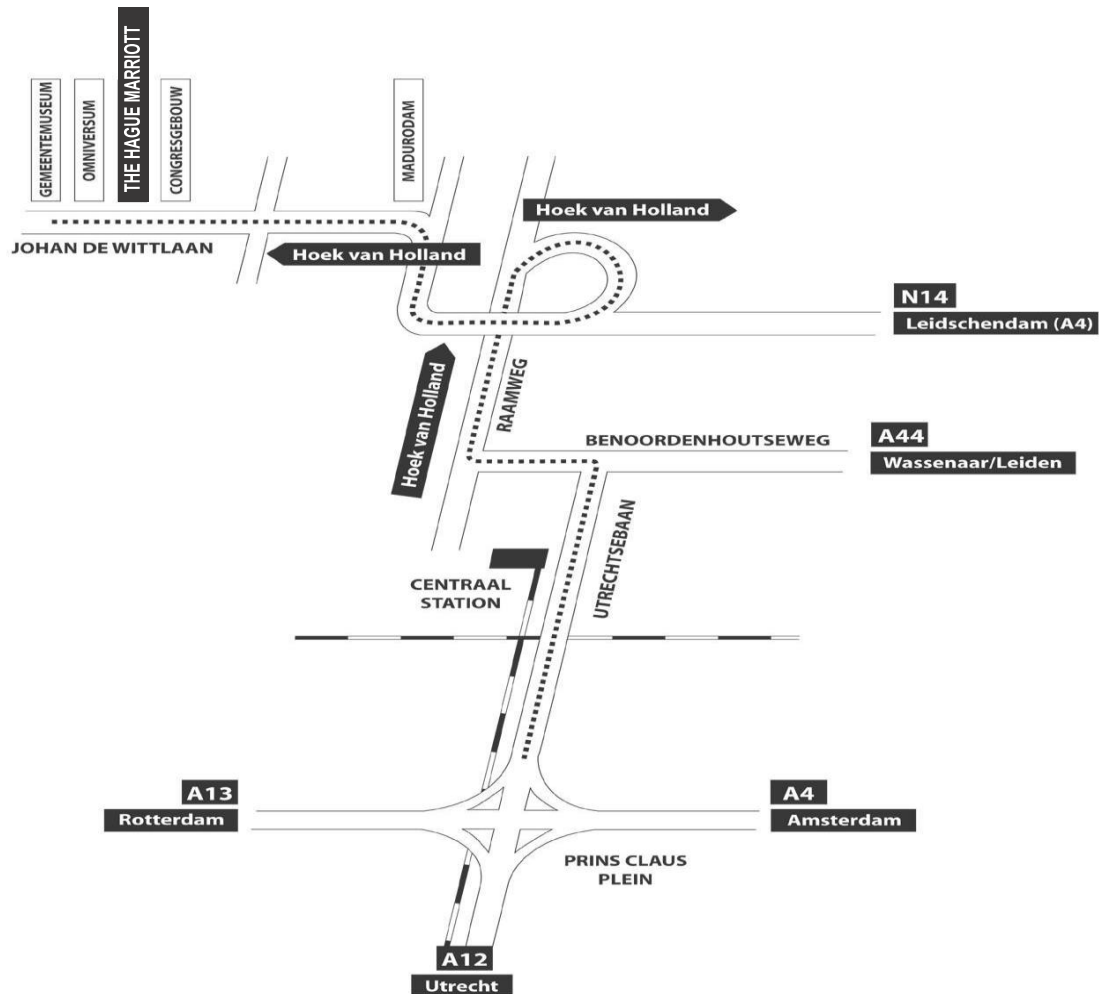 GEMEENTEMUSEUM
OMNIVERSUM
THE HAGUE MARRIOTT
CONGRESGEBOUW
MADURODAM
Hoek van Holland
JOHAN DE WITTLAAN
Hoek van Holland
N14
Leidschendam (A4)
Hoek van Holland
RAAMWEG
BENOORDENHOUTSEWEG
A44
Wassenaar/Leiden
UTRECHTSEBAAN
CENTRAAL
STATION
A13
Rotterdam
A4
Amsterdam
PRINS CLAUS
PLEIN
A12
Utrecht